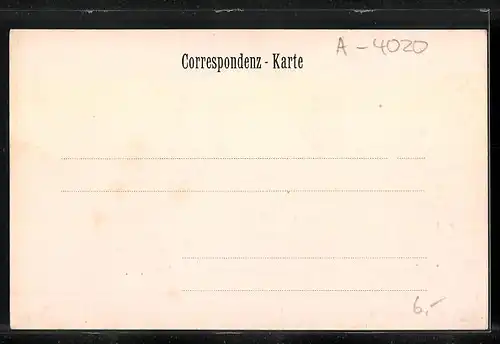 A - 4020
Correspondenz - Karte
6,-